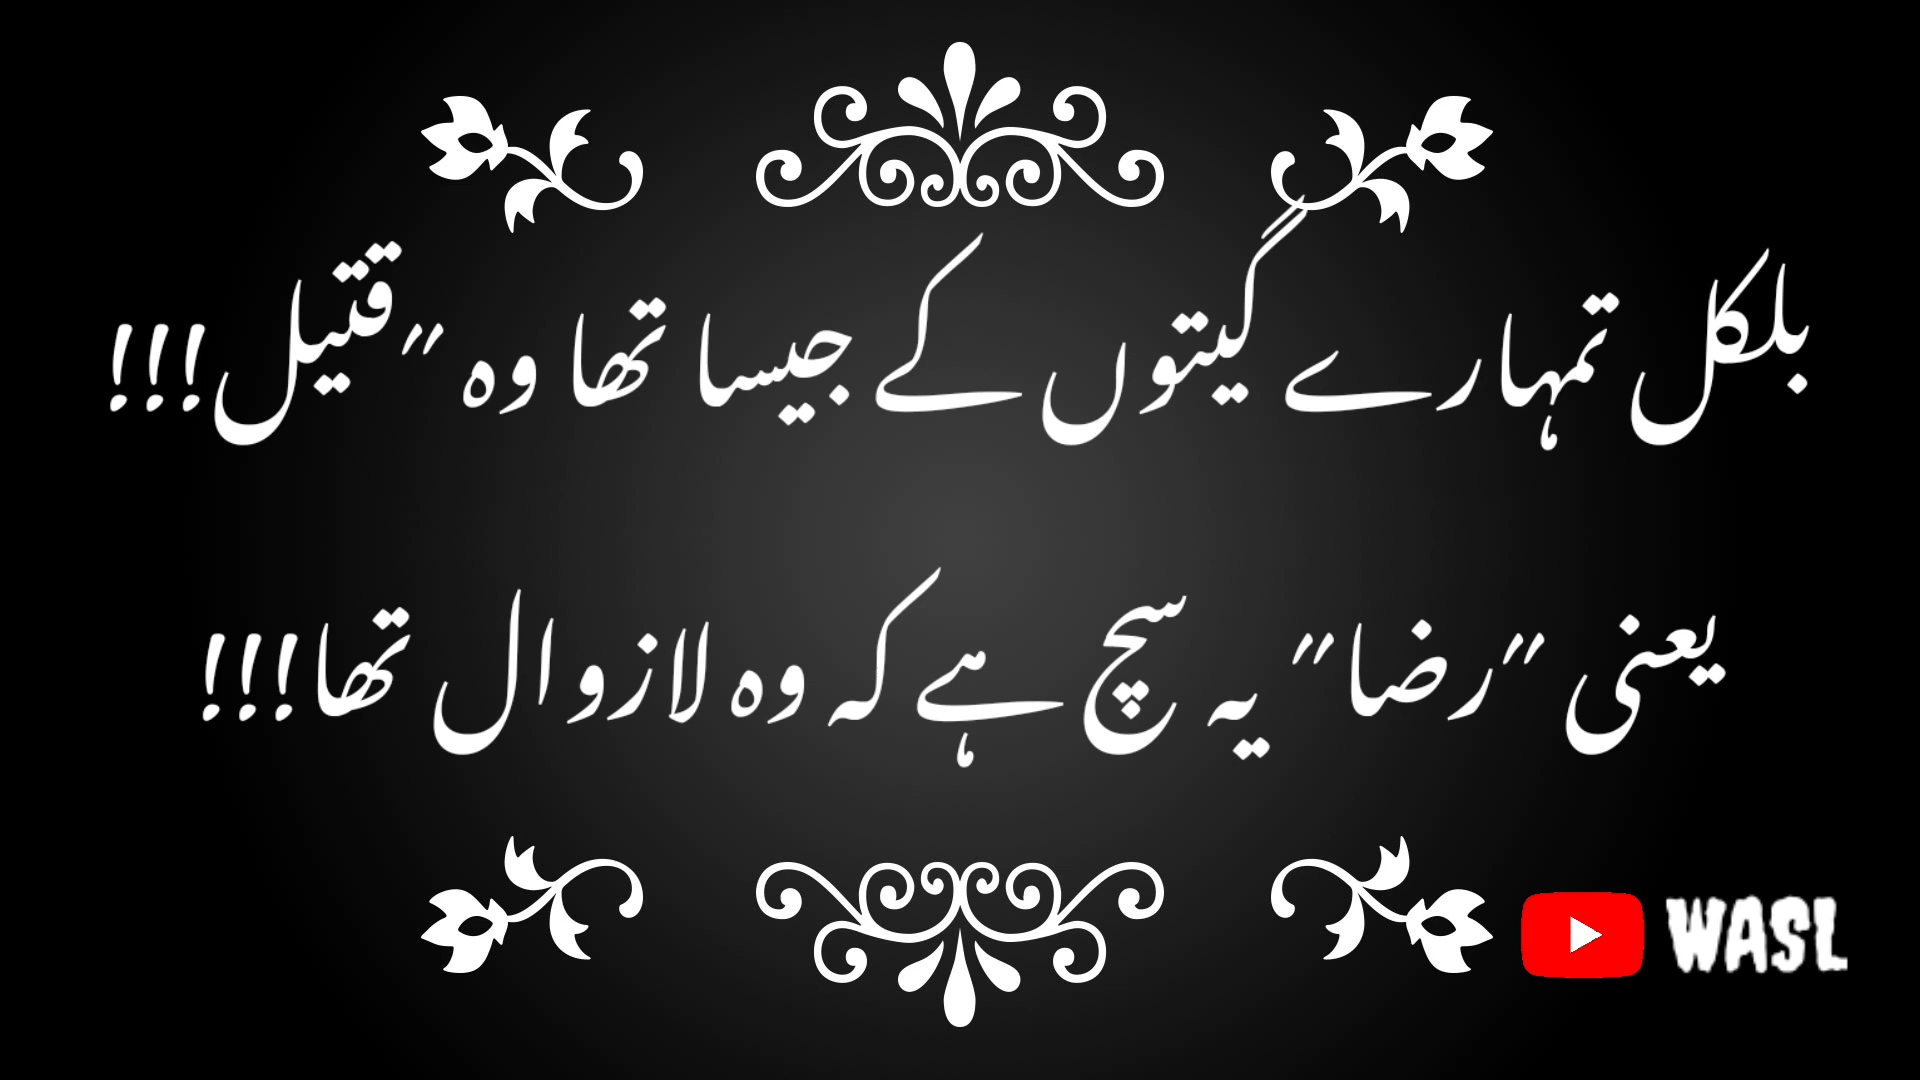 بلکل تمہارے گیتوں کے جیسا تھا وہ "قتیل!!!
یعنی "رضا" یہ سچ ہے کہ وہ لازوال تھا!!!
WASL